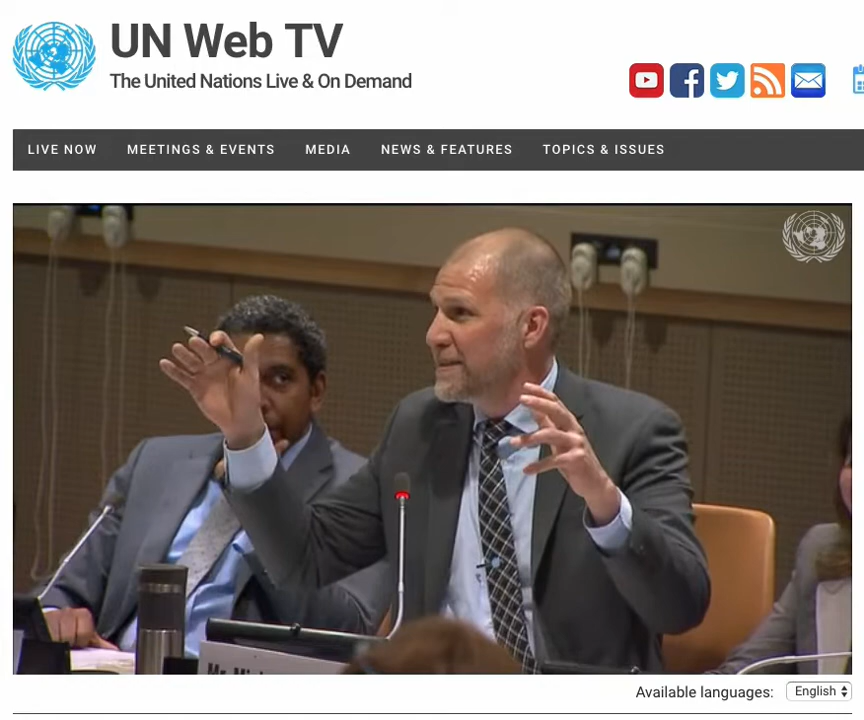 UN Web TV
The United Nations Live & On Demand
LIVE NOW MEETINGS & EVENTS MEDIA NEWS & FEATURES TOPICS & ISSUES
Mr.
Available languages: English